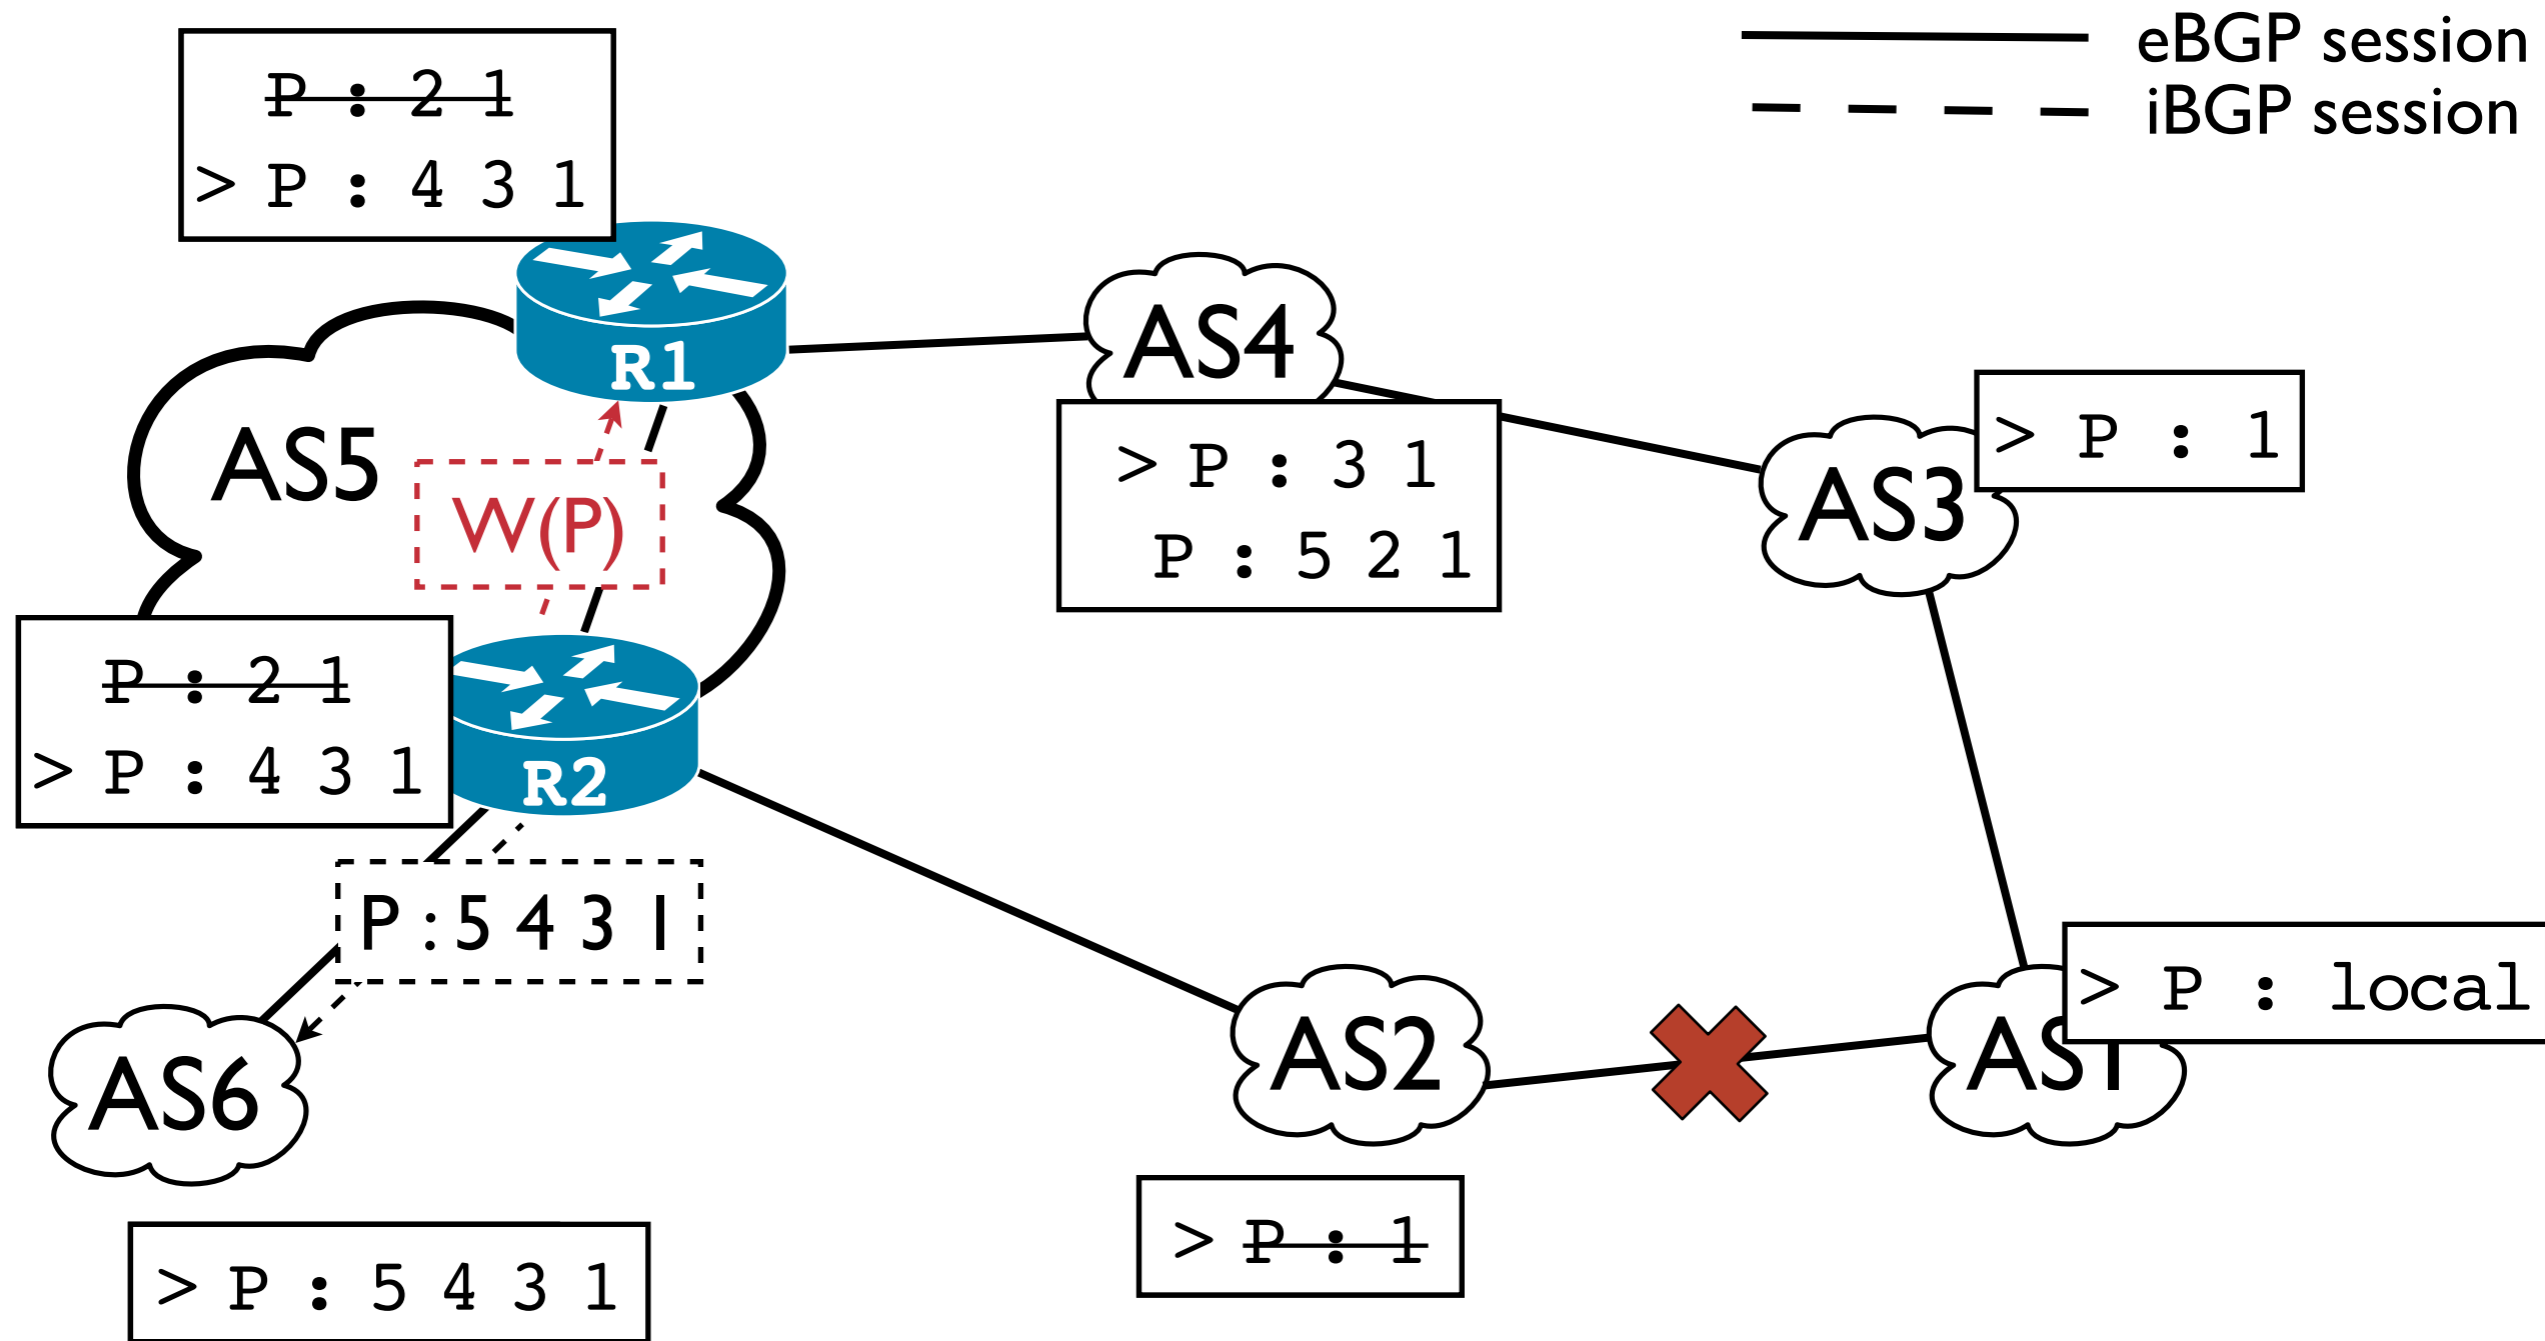 eBGP session
iBGP session
P : 2 1
> P : 4 3 1
R1
AS4
AS5
> P : 3 1
P : 5 2 1
> P : 1
AS3
W(P)
P : 2 1
> P : 4 3 1
R2
P : 5 4 3 1
> P : local
AS1
AS2
AS6
> P : 1
> P : 5 4 3 1